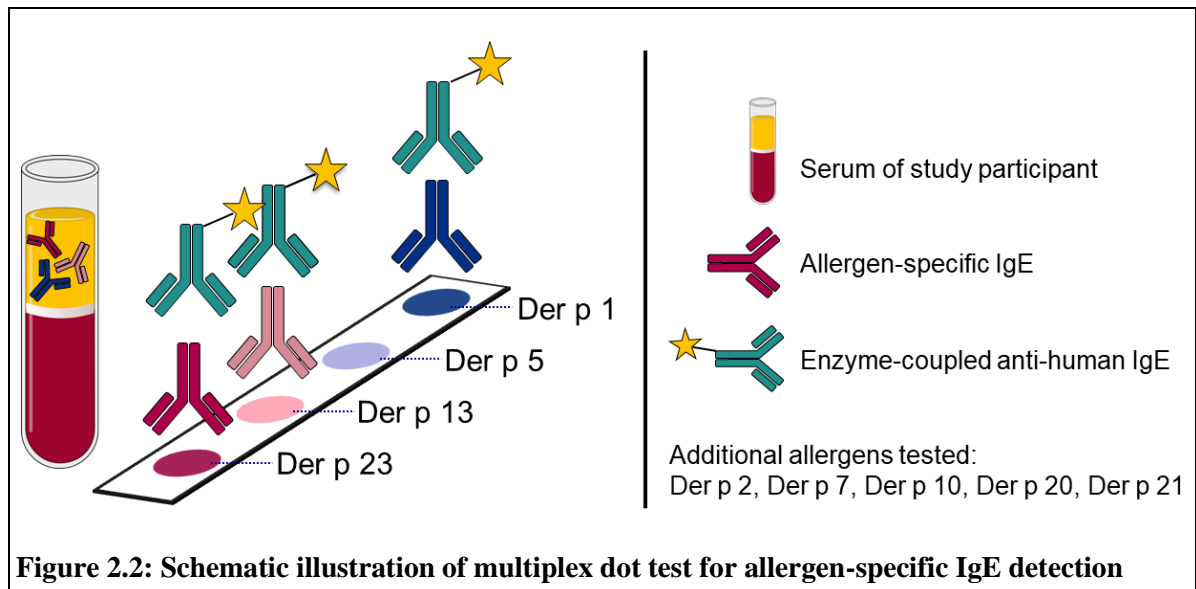 Der p 1
Der p 5
Der p 13
Der p 23
Serum of study participant
Allergen-specific IgE
Enzyme-coupled anti-human IgE
Additional allergens tested:
Der p 2, Der p 7, Der p 10, Der p 20, Der p 21
Figure 2.2: Schematic illustration of multiplex dot test for allergen-specific IgE detection